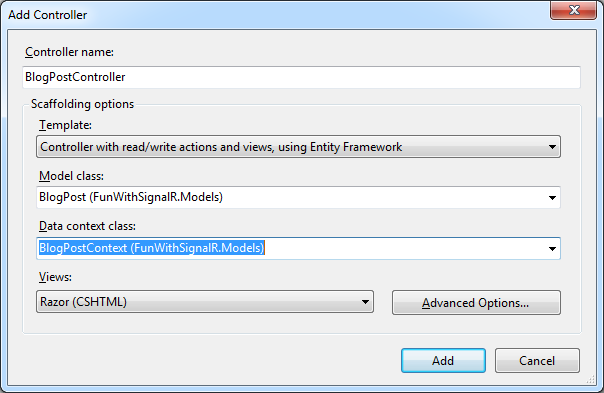 Add Controller
Controller name:
BlogPostController
Scaffolding options
Template:
Controller with read/write actions and views, using Entity Framework
Model class:
BlogPost (FunWithSignalR.Models)
Data context class:
BlogPostContext (FunWithSignalR.Models)
Views:
Razor (CSHTML)
Advanced Options...
Add
Cancel